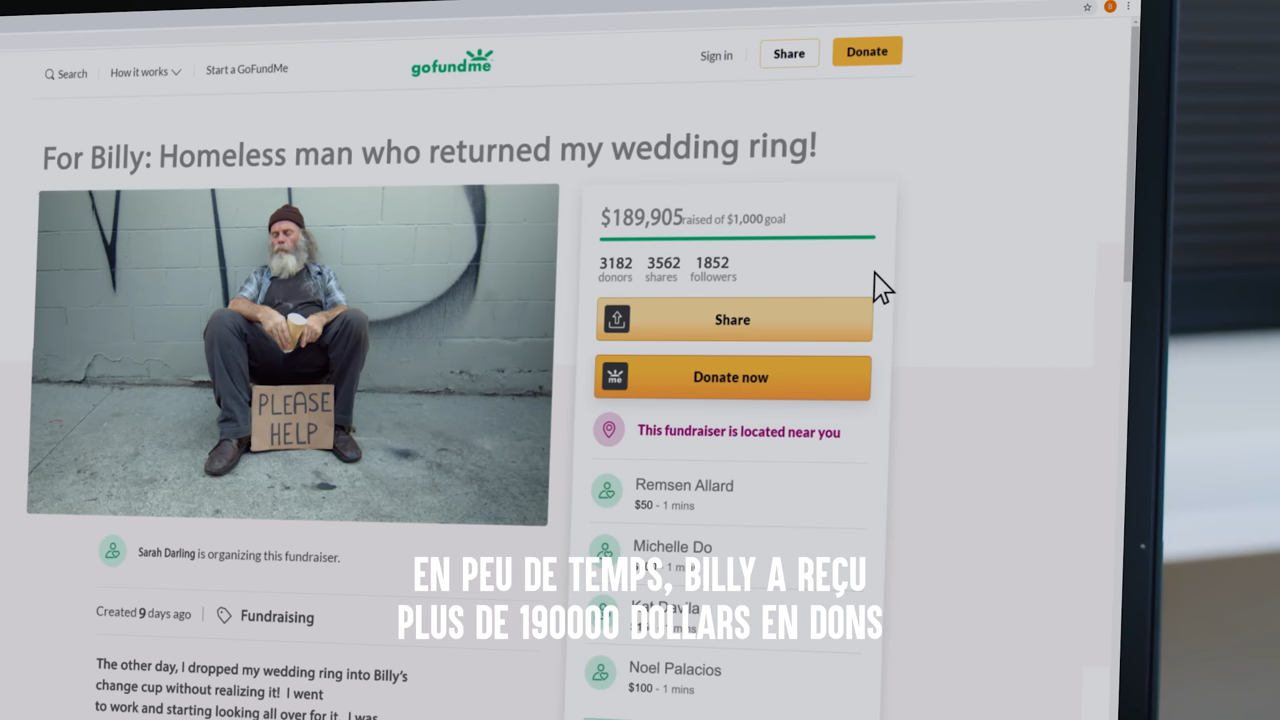 Search
How it works
Start a GoFundMe
gofundme
Sign in
Share
Donate
For Billy: Homeless man who returned my wedding ring!
$189,905 raised of $1,000 goal
3182 3562 1852
donors shares followers
Share
me
Donate now
This fundraiser is located near you
PLEASE
HELP
Remsen Allard
$50 - 1 mins
Michelle Do
Kat Davila
Noel Palacios
$100 - 1 mins
Sarah Darling is organizing this fundraiser.
Created 9 days ago
Fundraising
The other day, I dropped my wedding ring into Billy's
change cup without realizing it! I went
to work and starting looking all over for it. I was
EN PEU DE TEMPS, BILLY A REÇU
PLUS DE 190000 DOLLARS EN DONS